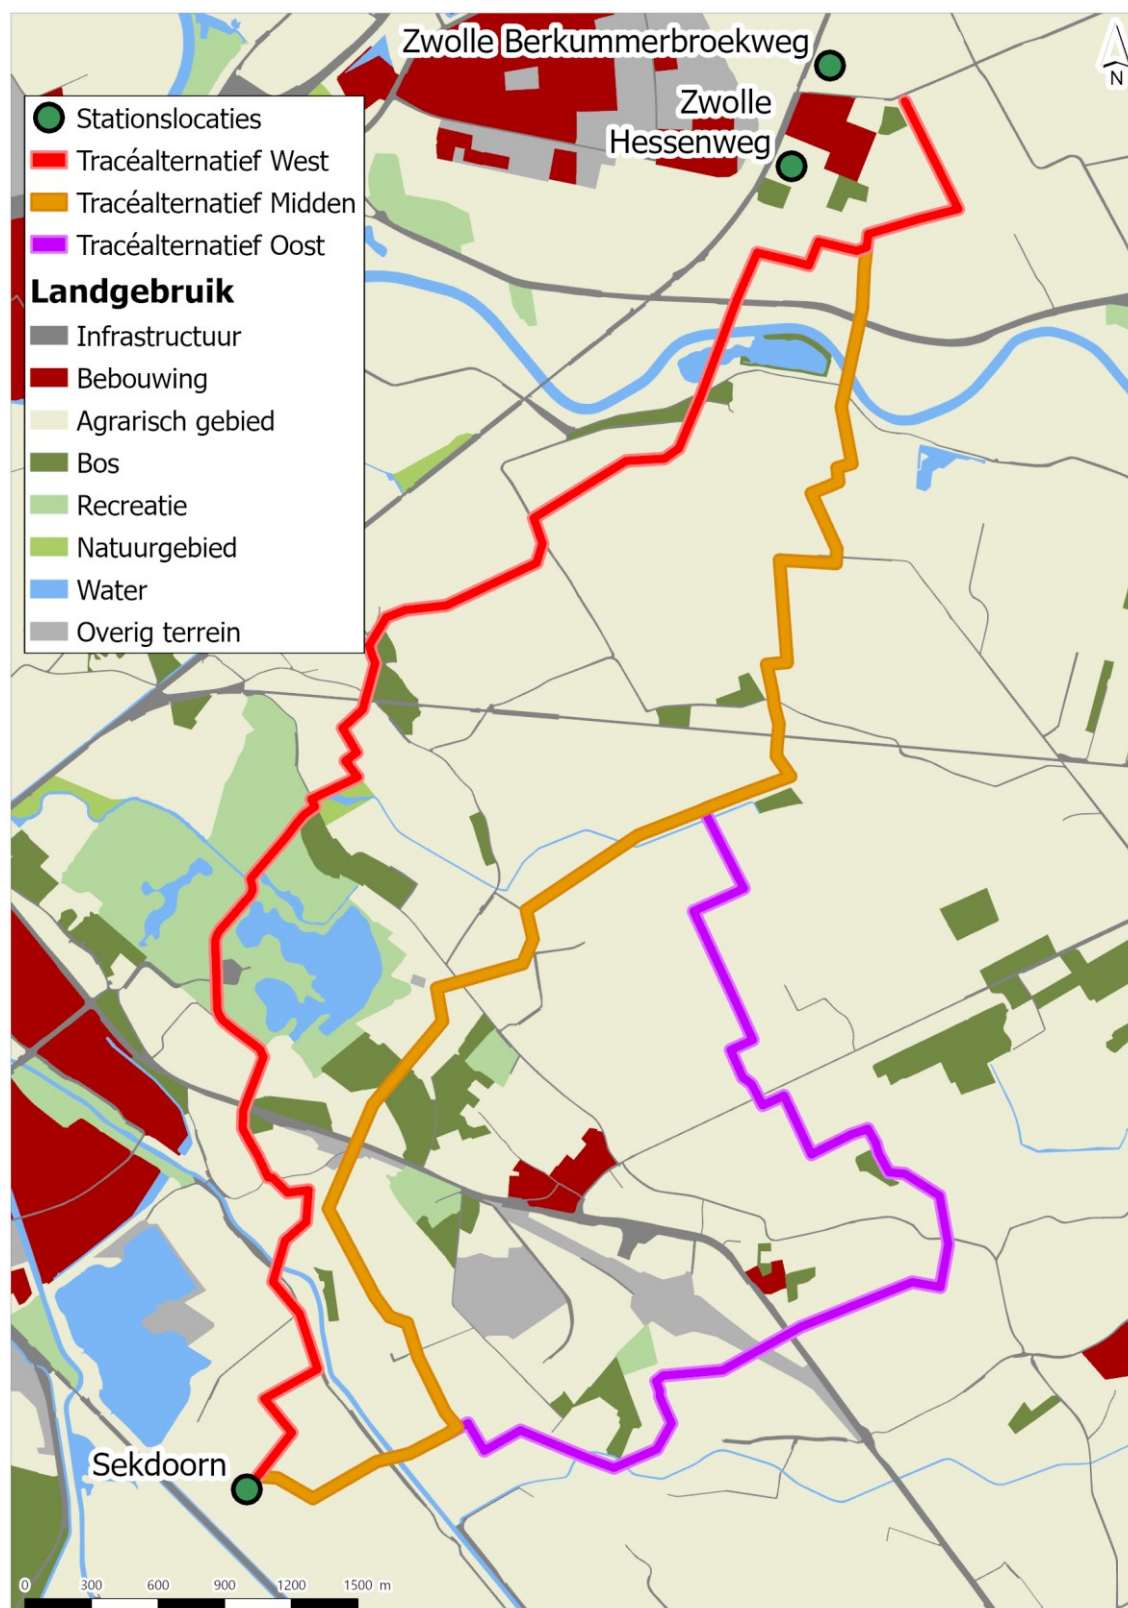 Zwolle Berkummerbroekweg
Zwolle
Hessenweg
N
Stationslocaties
Tracéalternatief West
Tracéalternatief Midden
Tracéalternatief Oost
Landgebruik
Infrastructuur
Bebouwing
Agrarisch gebied
Bos
Recreatie
Natuurgebied
Water
Overig terrein
Sekdoorn
0 300 600 900 1200 1500 m